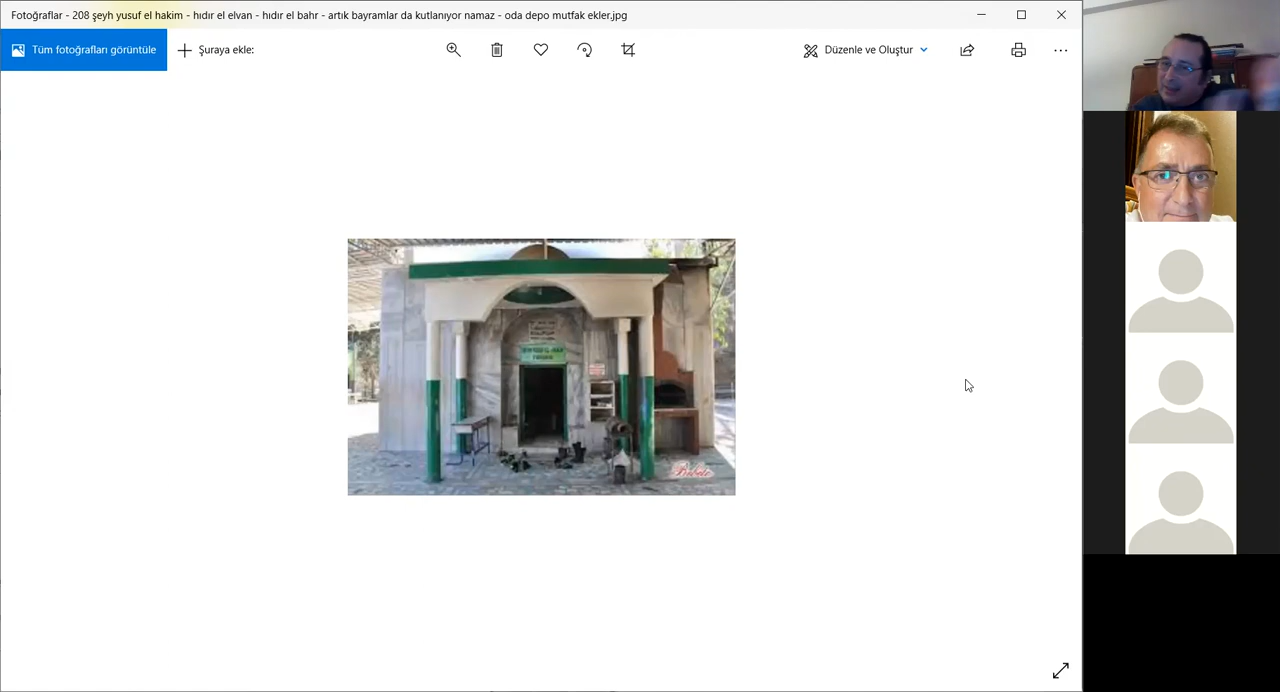 Fotoğraflar - 208 şeyh yusuf el hakim - hıdır el elvan - hıdır el bahr - artık bayramlar da kutlanıyor namaz - oda depo mutfak ekler.jpg
Tüm fotoğrafları görüntüle
Şuraya ekle:
Düzenle ve Oluştur